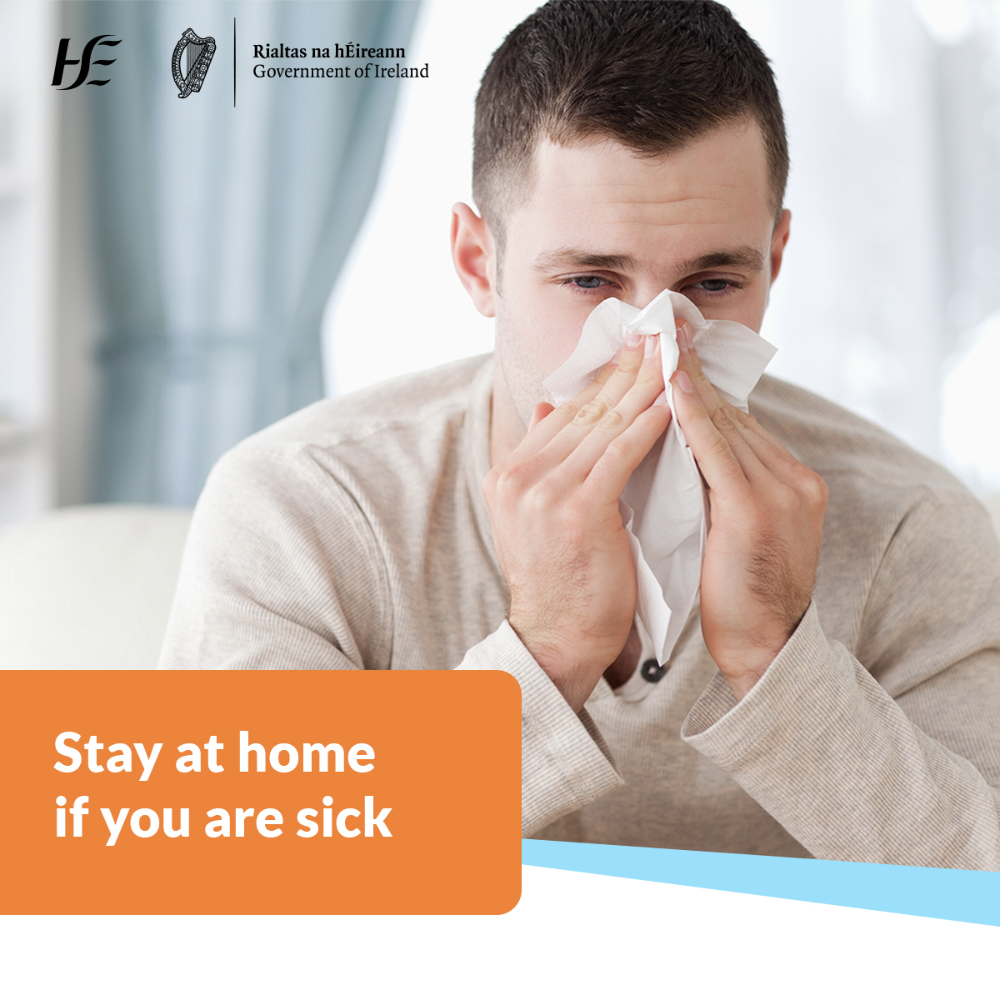 HSE
Rialtas na hÉireann
Government of Ireland
Stay at home
if you are sick